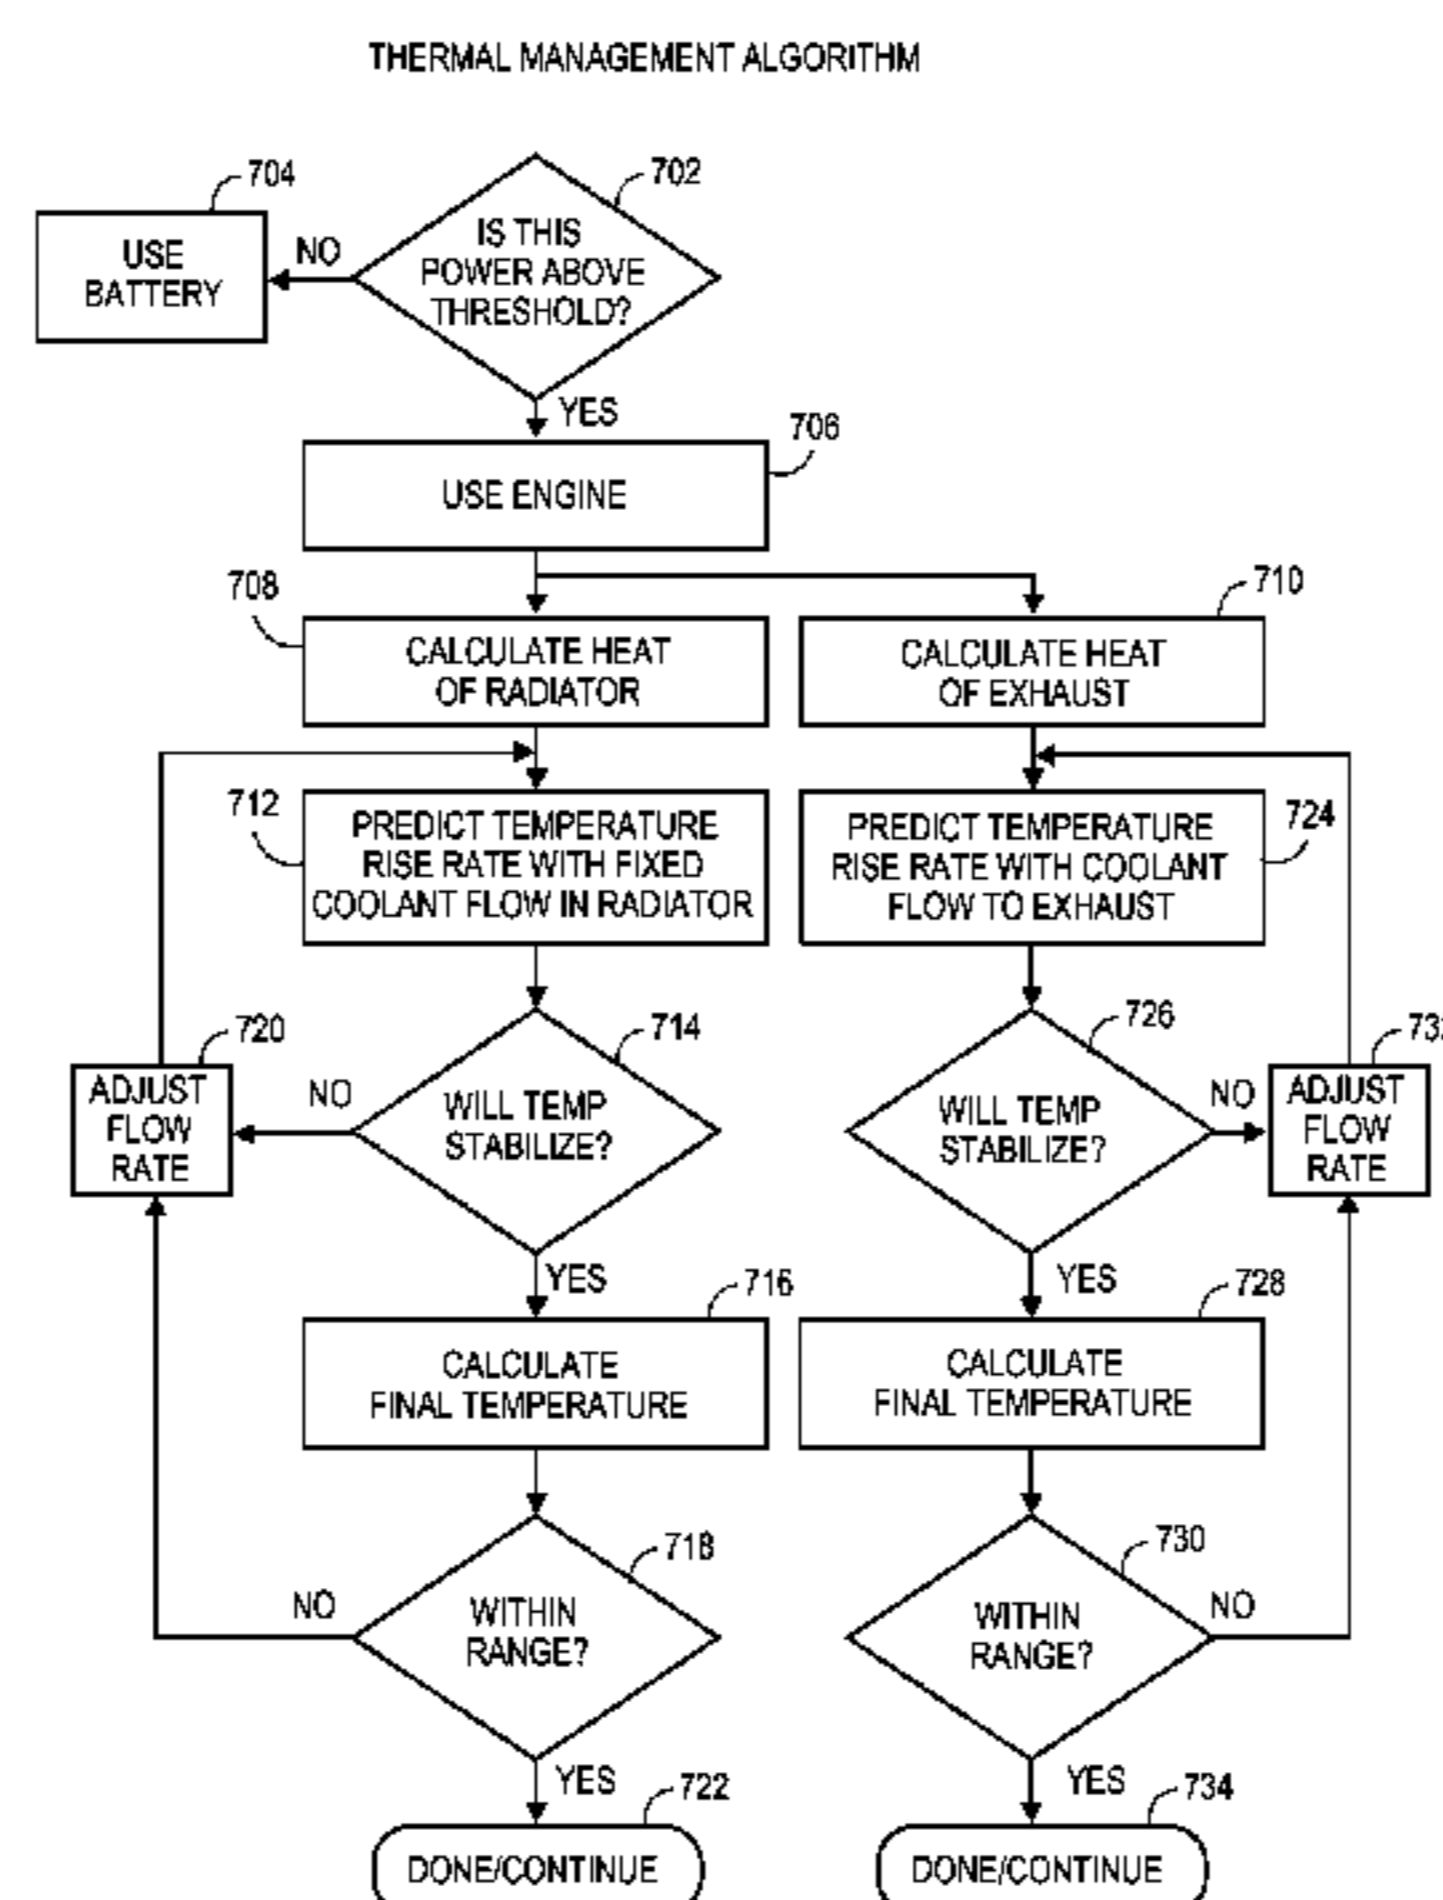 THERMAL MANAGEMENT ALGORITHM
704
702
USE
BATTERY
NO
IS THIS
POWER ABOVE
THRESHOLD?
YES
706
USE ENGINE
708
710
CALCULATE HEAT
OF RADIATOR
CALCULATE HEAT
OF EXHAUST
712
PREDICT TEMPERATURE
RISE RATE WITH FIXED
COOLANT FLOW IN RADIATOR
PREDICT TEMPERATURE
RISE RATE WITH COOLANT
FLOW TO EXHAUST
724
720
714
726
ADJUST
FLOW
RATE
NO
WILL TEMP
STABILIZE?
WILL TEMP
STABILIZE?
NO
ADJUST
FLOW
RATE
YES
716
YES
728
CALCULATE
FINAL TEMPERATURE
CALCULATE
FINAL TEMPERATURE
718
730
NO
WITHIN
RANGE?
WITHIN
RANGE?
NO
YES
722
YES
734
DONE/CONTINUE
DONE/CONTINUE